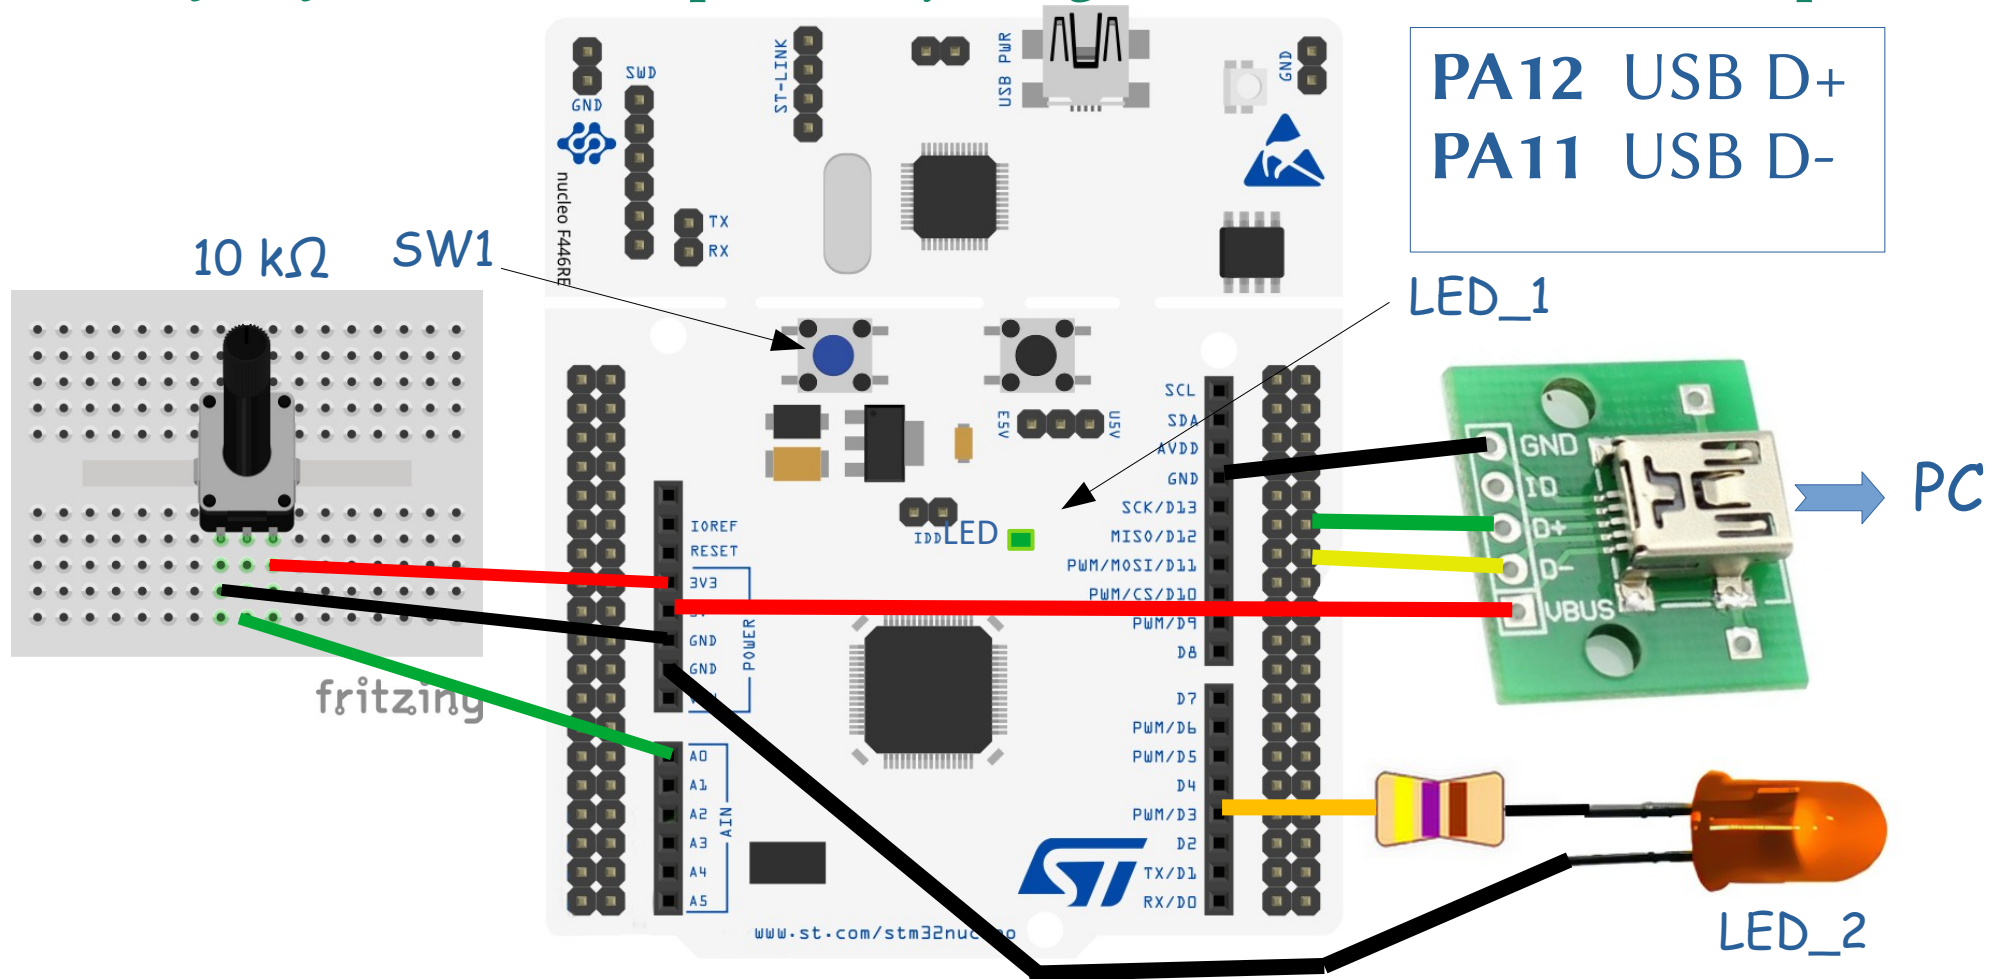 PA12 USB D+
PA11 USB D-
GND
SWD
ST-LINK
USB PWR
GND
nucleo F446RE
TX
RX
10 kΩ
SW1
LED_1
E5V
U5V
IDD
LED
IOREF
RESET
3V3
GND
GND
POWER
A0
A1
A2
A3
A4
A5
AIN
SCL
SDA
AVDD
GND
SCK/D13
MISO/D12
PWM/MOSI/D11
PWM/CS/D10
PWM/D9
D8
D7
PWM/D6
PWM/D5
D4
PWM/D3
D2
TX/D1
RX/D0
GND
ID
D+
D-
VBUS
PC
fritzing
ST
www.st.com/stm32nucleo
LED_2